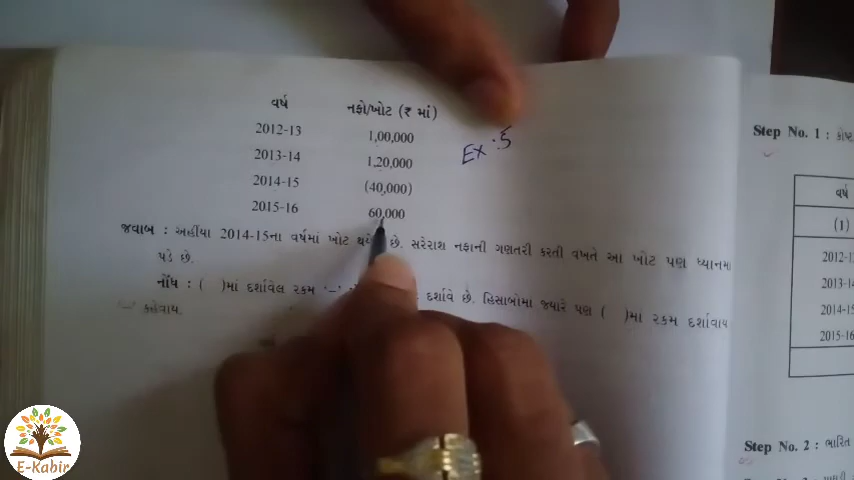 વર્ષ નફો/ખોટ (₹ માં)
2012-13 1,00,000
2013-14 1,20,000
2014-15 (40,000)
2015-16 60,000
Ex:5
જવાબ : અહીંયા 2014-15ના વર્ષમાં ખોટ છે. સરેરાશ નફાની ગણતરી કરતી વખતે આ ખોટ પણ ધ્યાનમાં
પડે છે.
નોંધ : ( )માં દર્શાવેલ રકમ '–' દર્શાવે છે. હિસાબોમાં જ્યારે પણ ( )માં રકમ દર્શાવાય
'–' કહેવાય.
Step No. 1 :
વર્ષ
(1)
2012-1
2013-1
2014-15
2015-16
Step No. 2 : ભારિત
E-Kabir